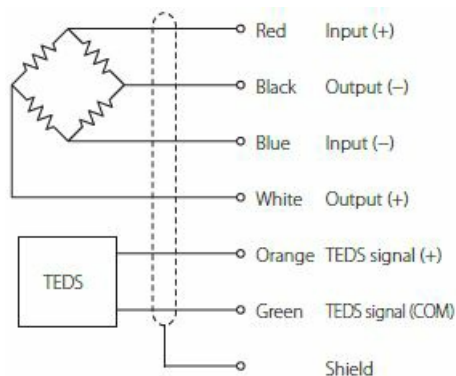 Red Input (+)
Black Output (−)
Blue Input (−)
White Output (+)
Orange TEDS signal (+)
TEDS
Green TEDS signal (COM)
Shield